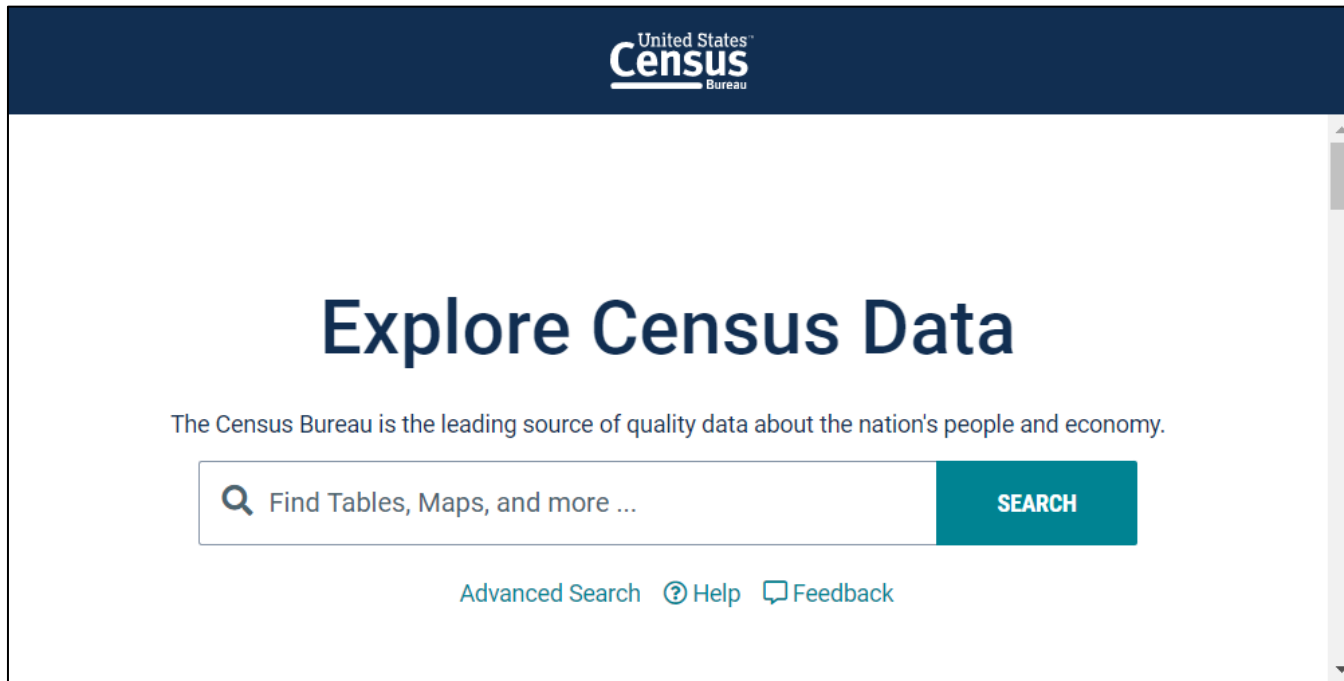 United States™
Census
Bureau
Explore Census Data
The Census Bureau is the leading source of quality data about the nation's people and economy.
Find Tables, Maps, and more ...
SEARCH
Advanced Search Help Feedback